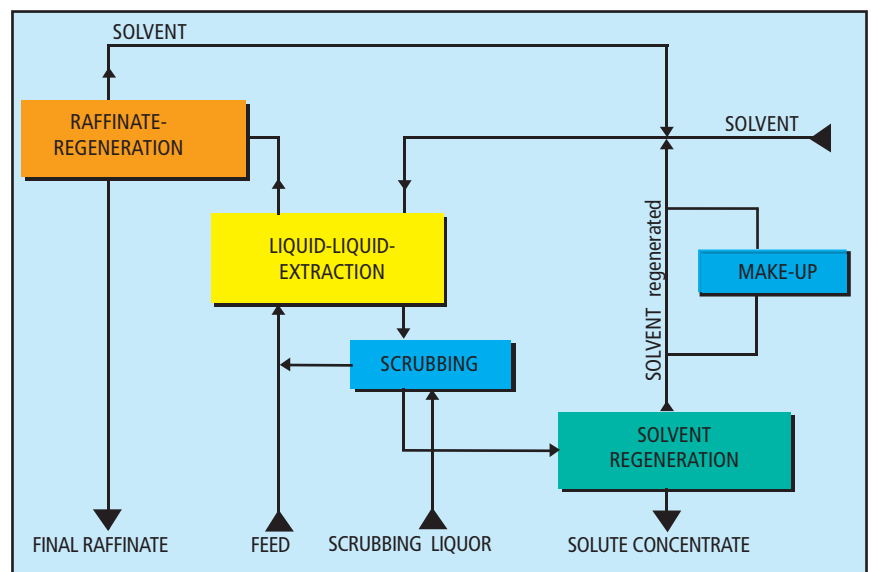 SOLVENT
RAFFINATE-
REGENERATION
SOLVENT
LIQUID-LIQUID-
EXTRACTION
SOLVENT regenerated
MAKE-UP
SCRUBBING
SOLVENT
REGENERATION
FINAL RAFFINATE
FEED
SCRUBBING LIQUOR
SOLUTE CONCENTRATE